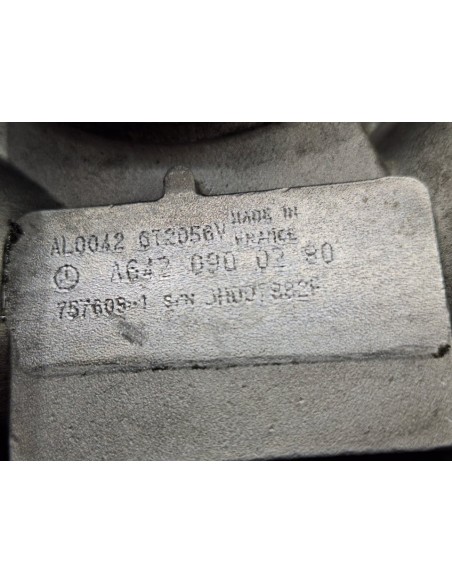 AL0042 GT2056V MADE IN
FRANCE
A642 090 02 80
757608-1 S/N